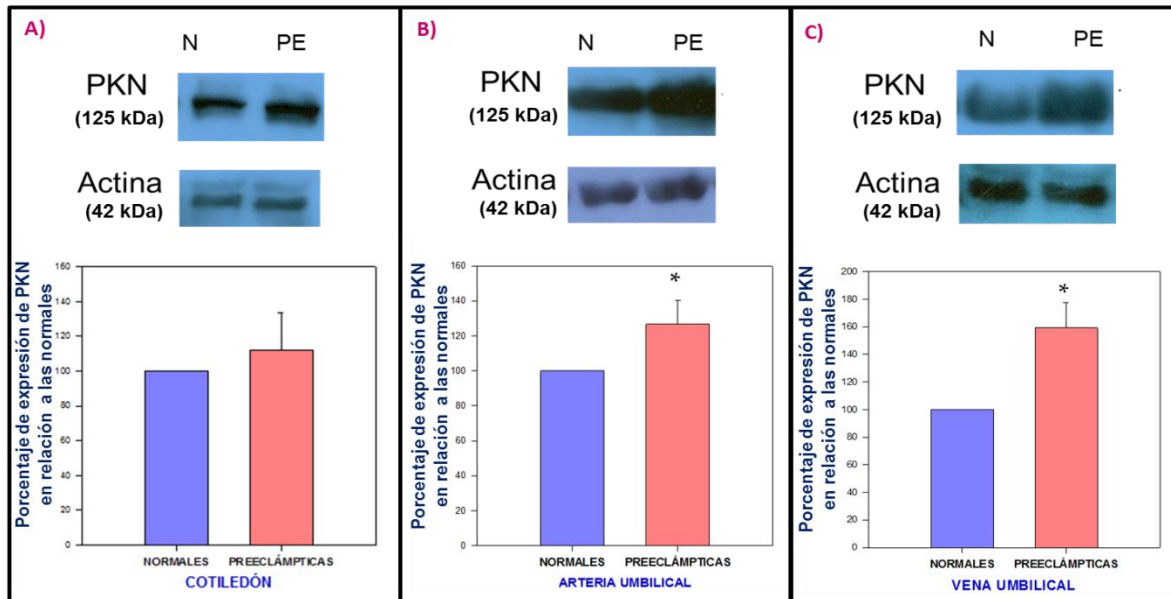 A)
N PE
PKN
(125 kDa)
Actina
(42 kDa)
Porcentaje de expresión de PKN
en relación a las normales
160
140
120
100
80
60
40
20
0
NORMALES PREECLÁMPTICAS
COTILEDÓN
B)
N PE
PKN
(125 kDa)
Actina
(42 kDa)
Porcentaje de expresión de PKN
en relación a las normales
160
140
120
100
80
60
40
20
0
*
NORMALES PREECLÁMPTICAS
ARTERIA UMBILICAL
C)
N PE
PKN
(125 kDa)
Actina
(42 kDa)
Porcentaje de expresión de PKN
en relación a las normales
200
180
160
140
120
100
80
60
40
20
0
*
NORMALES PREECLÁMPTICAS
VENA UMBILICAL